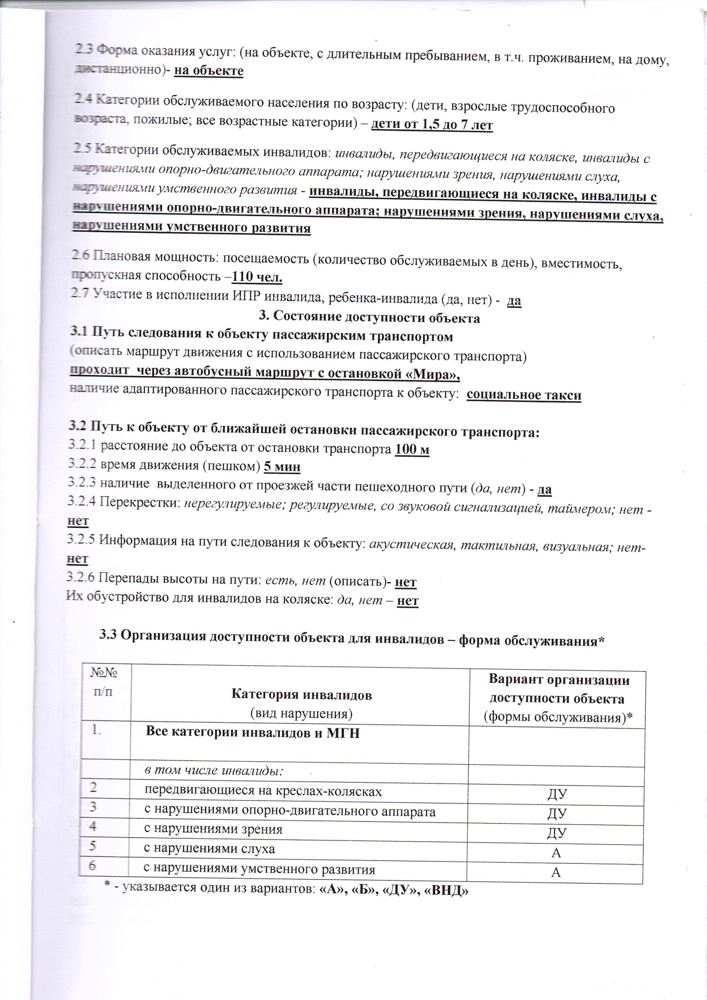 2.3 Форма оказания услуг: (на объекте, с длительным пребыванием, в т.ч. проживанием, на дому,
дистанционно)- на объекте
2.4 Категории обслуживаемого населения по возрасту: (дети, взрослые трудоспособного
возраста, пожилые; все возрастные категории) – дети от 1,5 до 7 лет
2.5 Категории обслуживаемых инвалидов: инвалиды, передвигающиеся на коляске, инвалиды с
нарушениями опорно-двигательного аппарата; нарушениями зрения, нарушениями слуха,
нарушениями умственного развития - инвалиды, передвигающиеся на коляске, инвалиды с
нарушениями опорно-двигательного аппарата; нарушениями зрения, нарушениями слуха,
нарушениями умственного развития
2.6 Плановая мощность: посещаемость (количество обслуживаемых в день), вместимость,
пропускная способность –110 чел.
2.7 Участие в исполнении ИПР инвалида, ребенка-инвалида (да, нет) - да
3. Состояние доступности объекта
3.1 Путь следования к объекту пассажирским транспортом
(описать маршрут движения с использованием пассажирского транспорта)
проходит через автобусный маршрут с остановкой «Мира»,
наличие адаптированного пассажирского транспорта к объекту: социальное такси
3.2 Путь к объекту от ближайшей остановки пассажирского транспорта:
3.2.1 расстояние до объекта от остановки транспорта 100 м
3.2.2 время движения (пешком) 5 мин
3.2.3 наличие выделенного от проезжей части пешеходного пути (да, нет) - да
3.2.4 Перекрестки: нерегулируемые; регулируемые, со звуковой сигнализацией, таймером; нет -
нет
3.2.5 Информация на пути следования к объекту: акустическая, тактильная, визуальная; нет-
нет
3.2.6 Перепады высоты на пути: есть, нет (описать)- нет
Их обустройство для инвалидов на коляске: да, нет – нет
3.3 Организация доступности объекта для инвалидов – форма обслуживания*
№№ п/п Категория инвалидов (вид нарушения) Вариант организации доступности объекта (формы обслуживания)*
1. Все категории инвалидов и МГН
в том числе инвалиды:
2 передвигающиеся на креслах-колясках ДУ
3 с нарушениями опорно-двигательного аппарата ДУ
4 с нарушениями зрения ДУ
5 с нарушениями слуха А
6 с нарушениями умственного развития А
* - указывается один из вариантов: «А», «Б», «ДУ», «ВНД»